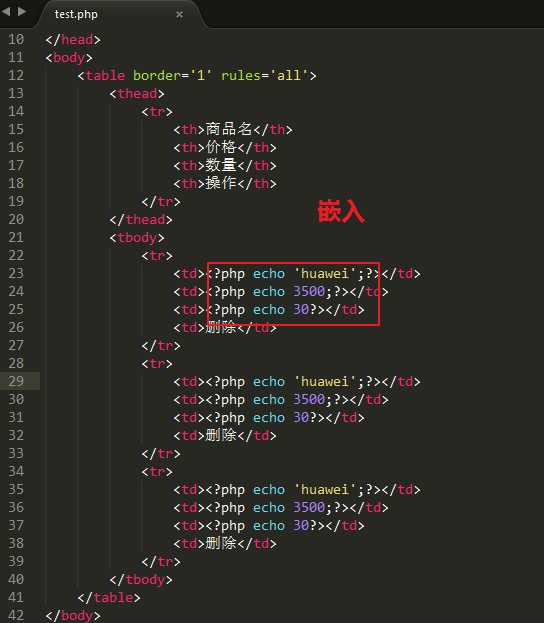 test.php ×
10 </head>
11 <body>
12 <table border='1' rules='all'>
13 <thead>
14 <tr>
15 <th>商品名</th>
16 <th>价格</th>
17 <th>数量</th>
18 <th>操作</th>
19 </tr>
嵌入
20 </thead>
21 <tbody>
22 <tr>
23 <td><?php echo 'huawei';?></td>
24 <td><?php echo 3500;?></td>
25 <td><?php echo 30?></td>
26 <td>删除</td>
27 </tr>
28 <tr>
29 <td><?php echo 'huawei';?></td>
30 <td><?php echo 3500;?></td>
31 <td><?php echo 30?></td>
32 <td>删除</td>
33 </tr>
34 <tr>
35 <td><?php echo 'huawei';?></td>
36 <td><?php echo 3500;?></td>
37 <td><?php echo 30?></td>
38 <td>删除</td>
39 </tr>
40 </tbody>
41 </table>
42 </body>